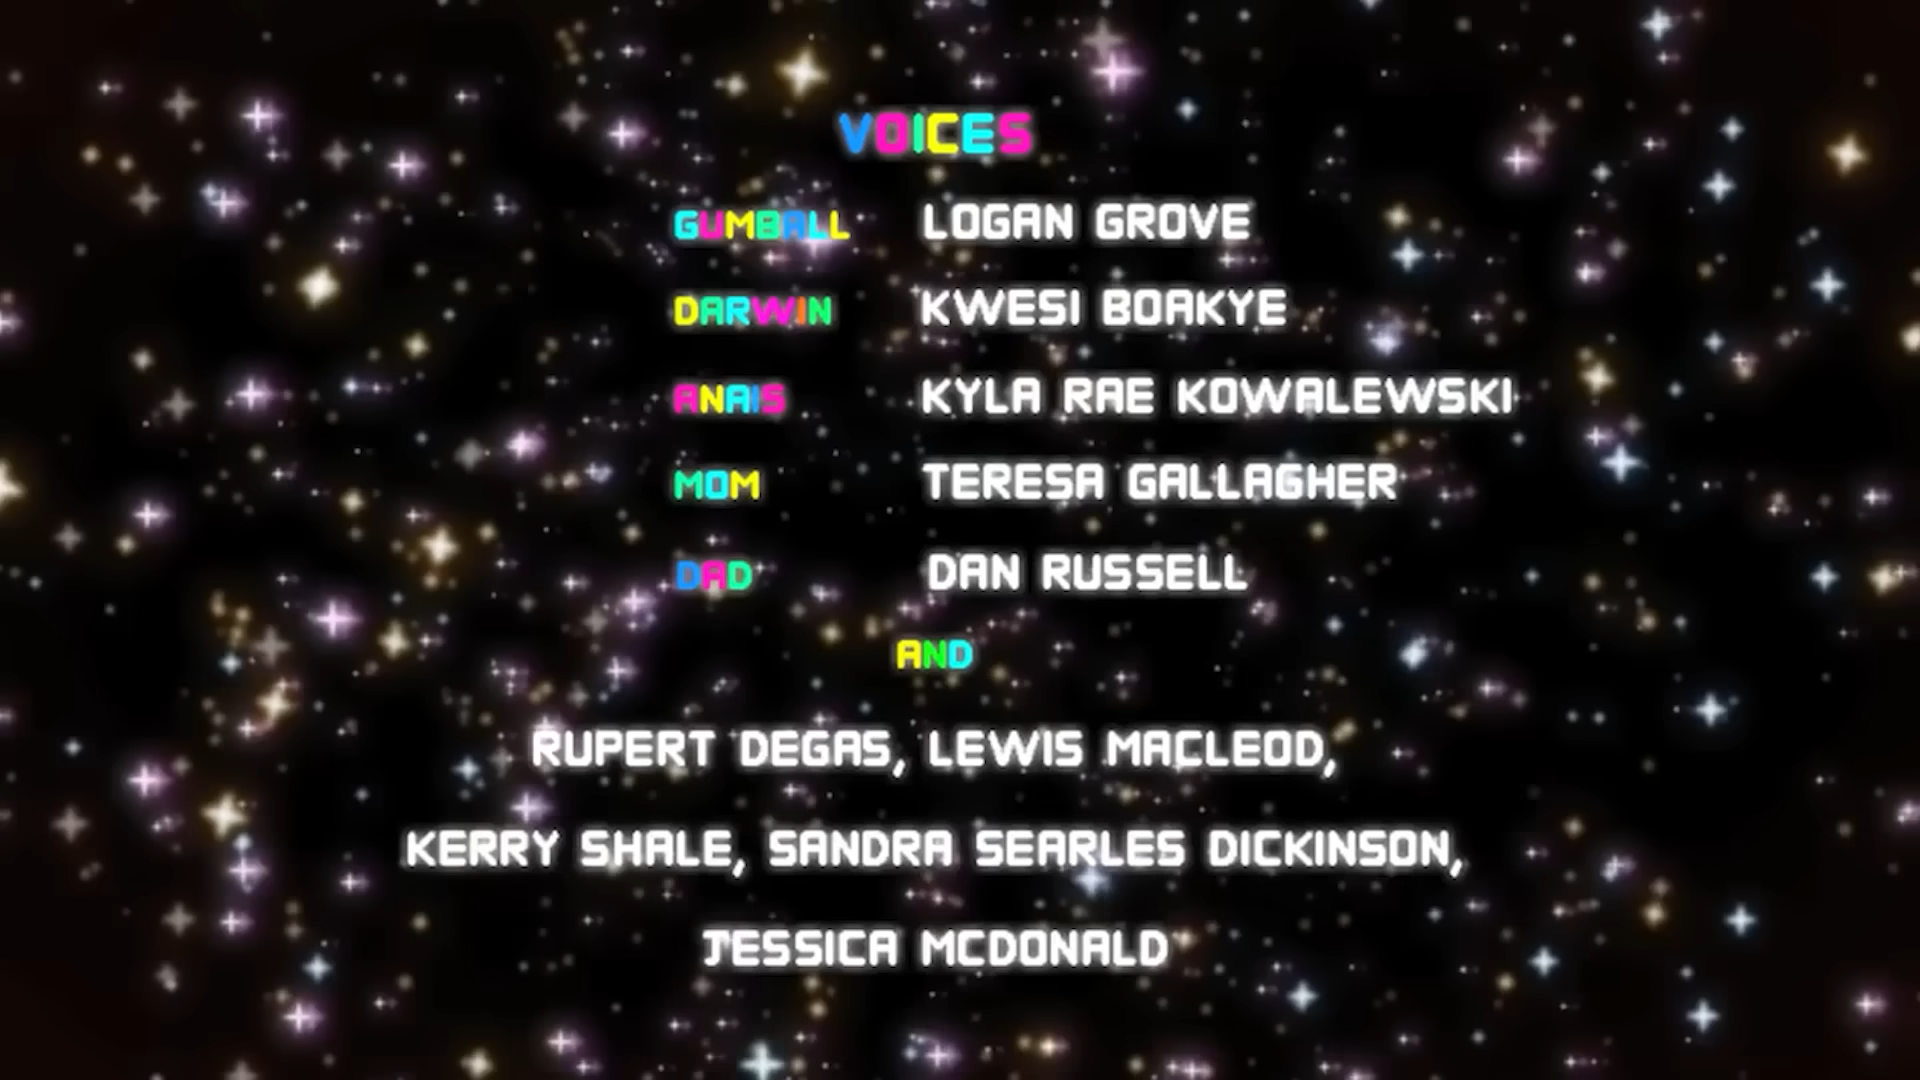 VOICES
GUMBALL LOGAN GROVE
DARWIN KWESI BOAKYE
ANAIS KYLA RAE KOWALEWSKI
MOM TERESA GALLAGHER
DAD DAN RUSSELL
AND
RUPERT DEGAS, LEWIS MACLEOD,
KERRY SHALE, SANDRA SEARLES DICKINSON,
JESSICA MCDONALD